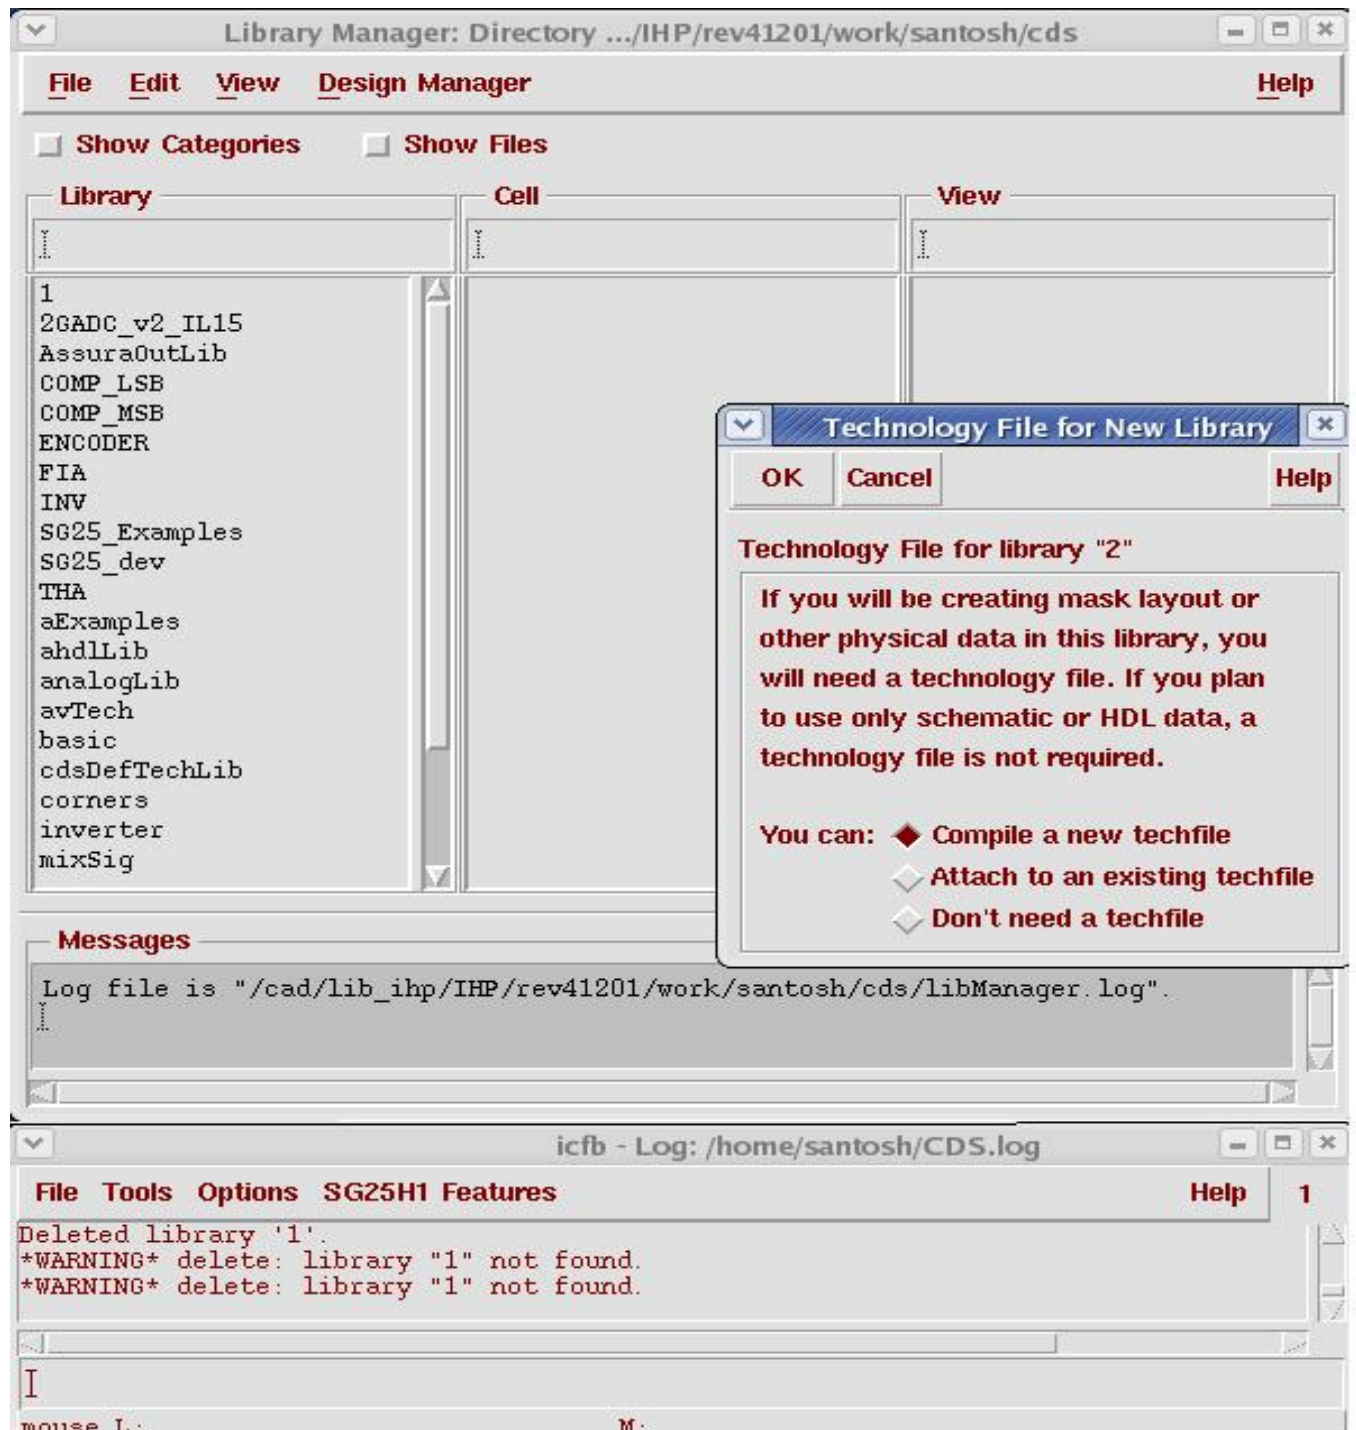 Library Manager: Directory .../IHP/rev41201/work/santosh/cds
File Edit View Design Manager Help
Show Categories Show Files
Library Cell View
1
2GADC_v2_IL15
AssuraOutLib
COMP_LSB
COMP_MSB
ENCODER
FIA
INV
SG25_Examples
SG25_dev
THA
aExamples
ahdlLib
analogLib
avTech
basic
cdsDefTechLib
corners
inverter
mixSig
Technology File for New Library
OK Cancel Help
Technology File for library "2"
If you will be creating mask layout or
other physical data in this library, you
will need a technology file. If you plan
to use only schematic or HDL data, a
technology file is not required.
You can: Compile a new techfile
Attach to an existing techfile
Don't need a techfile
Messages
Log file is "/cad/lib_ihp/IHP/rev41201/work/santosh/cds/libManager.log".
icfb - Log: /home/santosh/CDS.log
File Tools Options SG25H1 Features Help 1
Deleted library '1'.
*WARNING* delete: library "1" not found.
*WARNING* delete: library "1" not found.
mouse L: M: